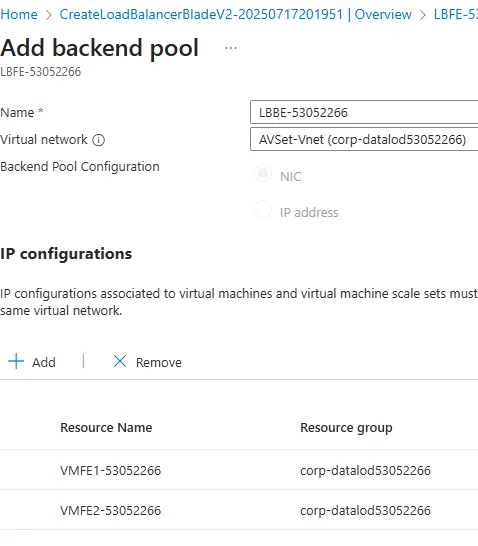 Home > CreateLoadBalancerBladeV2-20250717201951 | Overview > LBFE-53
Add backend pool ...
LBFE-53052266
Name *
LBBE-53052266
Virtual network
AVSet-Vnet (corp-datalod53052266)
Backend Pool Configuration
NIC
IP address
IP configurations
IP configurations associated to virtual machines and virtual machine scale sets must
same virtual network.
Add | Remove
Resource Name Resource group
VMFE1-53052266 corp-datalod53052266
VMFE2-53052266 corp-datalod53052266